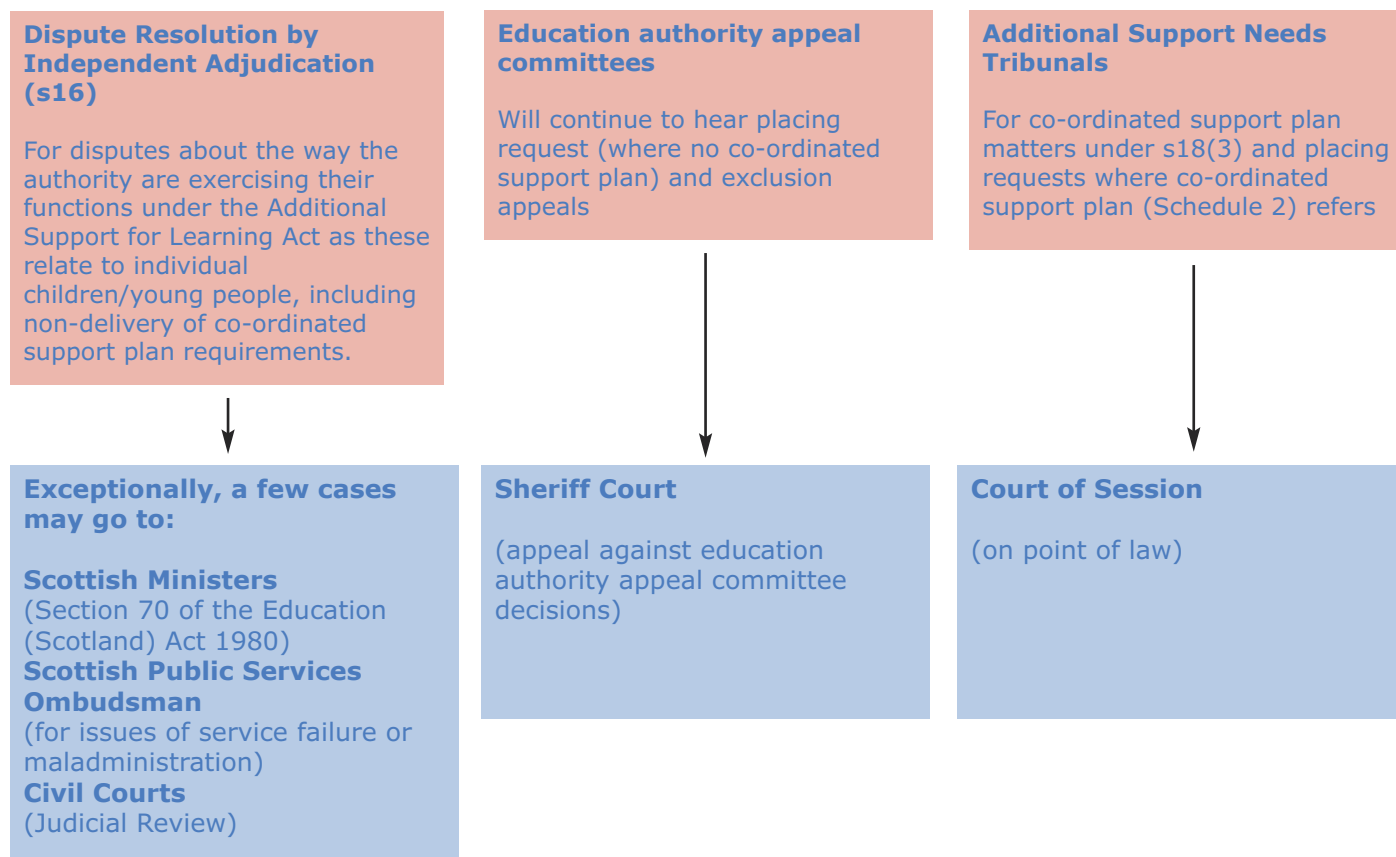 Dispute Resolution by
Independent Adjudication
(s16)
For disputes about the way the
authority are exercising their
functions under the Additional
Support for Learning Act as these
relate to individual
children/young people, including
non-delivery of co-ordinated
support plan requirements.
Education authority appeal
committees
Will continue to hear placing
request (where no co-ordinated
support plan) and exclusion
appeals
Additional Support Needs
Tribunals
For co-ordinated support plan
matters under s18(3) and placing
requests where co-ordinated
support plan (Schedule 2) refers
Exceptionally, a few cases
may go to:
Scottish Ministers
(Section 70 of the Education
(Scotland) Act 1980)
Scottish Public Services
Ombudsman
(for issues of service failure or
maladministration)
Civil Courts
(Judicial Review)
Sheriff Court
(appeal against education
authority appeal committee
decisions)
Court of Session
(on point of law)